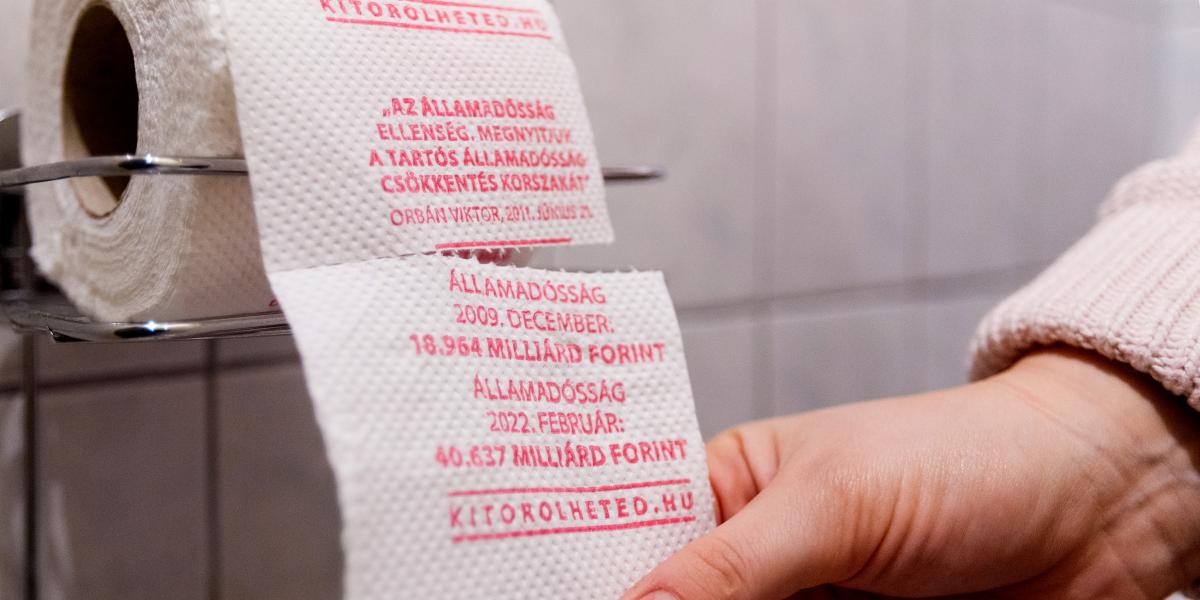 KITOROLHETED.HU
„AZ ÁLLAMADÓSSÁG
ELLENSÉG. MEGNYITJUK
A TARTÓS ÁLLAMADÓSSÁG-
CSÖKKENTÉS KORSZAKÁT"
ORBÁN VIKTOR, 2011.
ÁLLAMADÓSSÁG
2009. DECEMBER:
18.964 MILLIÁRD FORINT
ÁLLAMADÓSSÁG
2022. FEBRUÁR:
40.637 MILLIÁRD FORINT
KITOROLHETED.HU